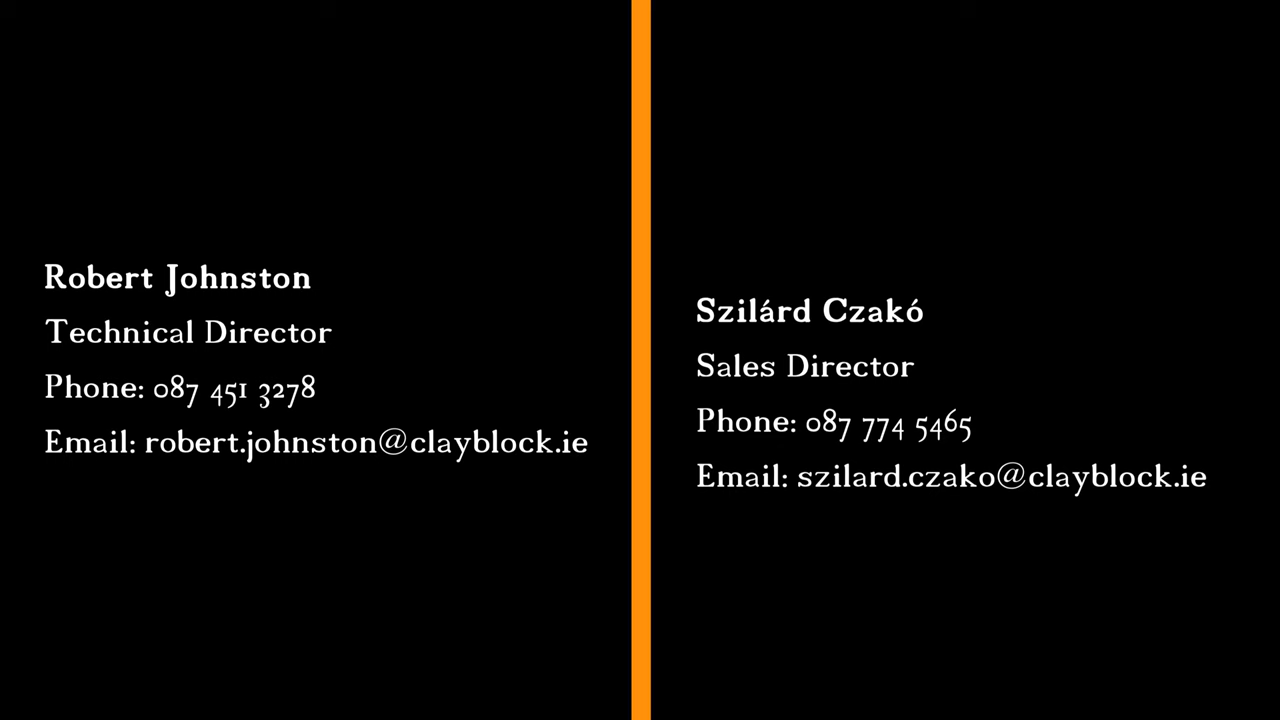 Robert Johnston
Technical Director
Phone: 087 451 3278
Email: robert.johnston@clayblock.ie
Szilárd Czakó
Sales Director
Phone: 087 774 5465
Email: szilard.czako@clayblock.ie